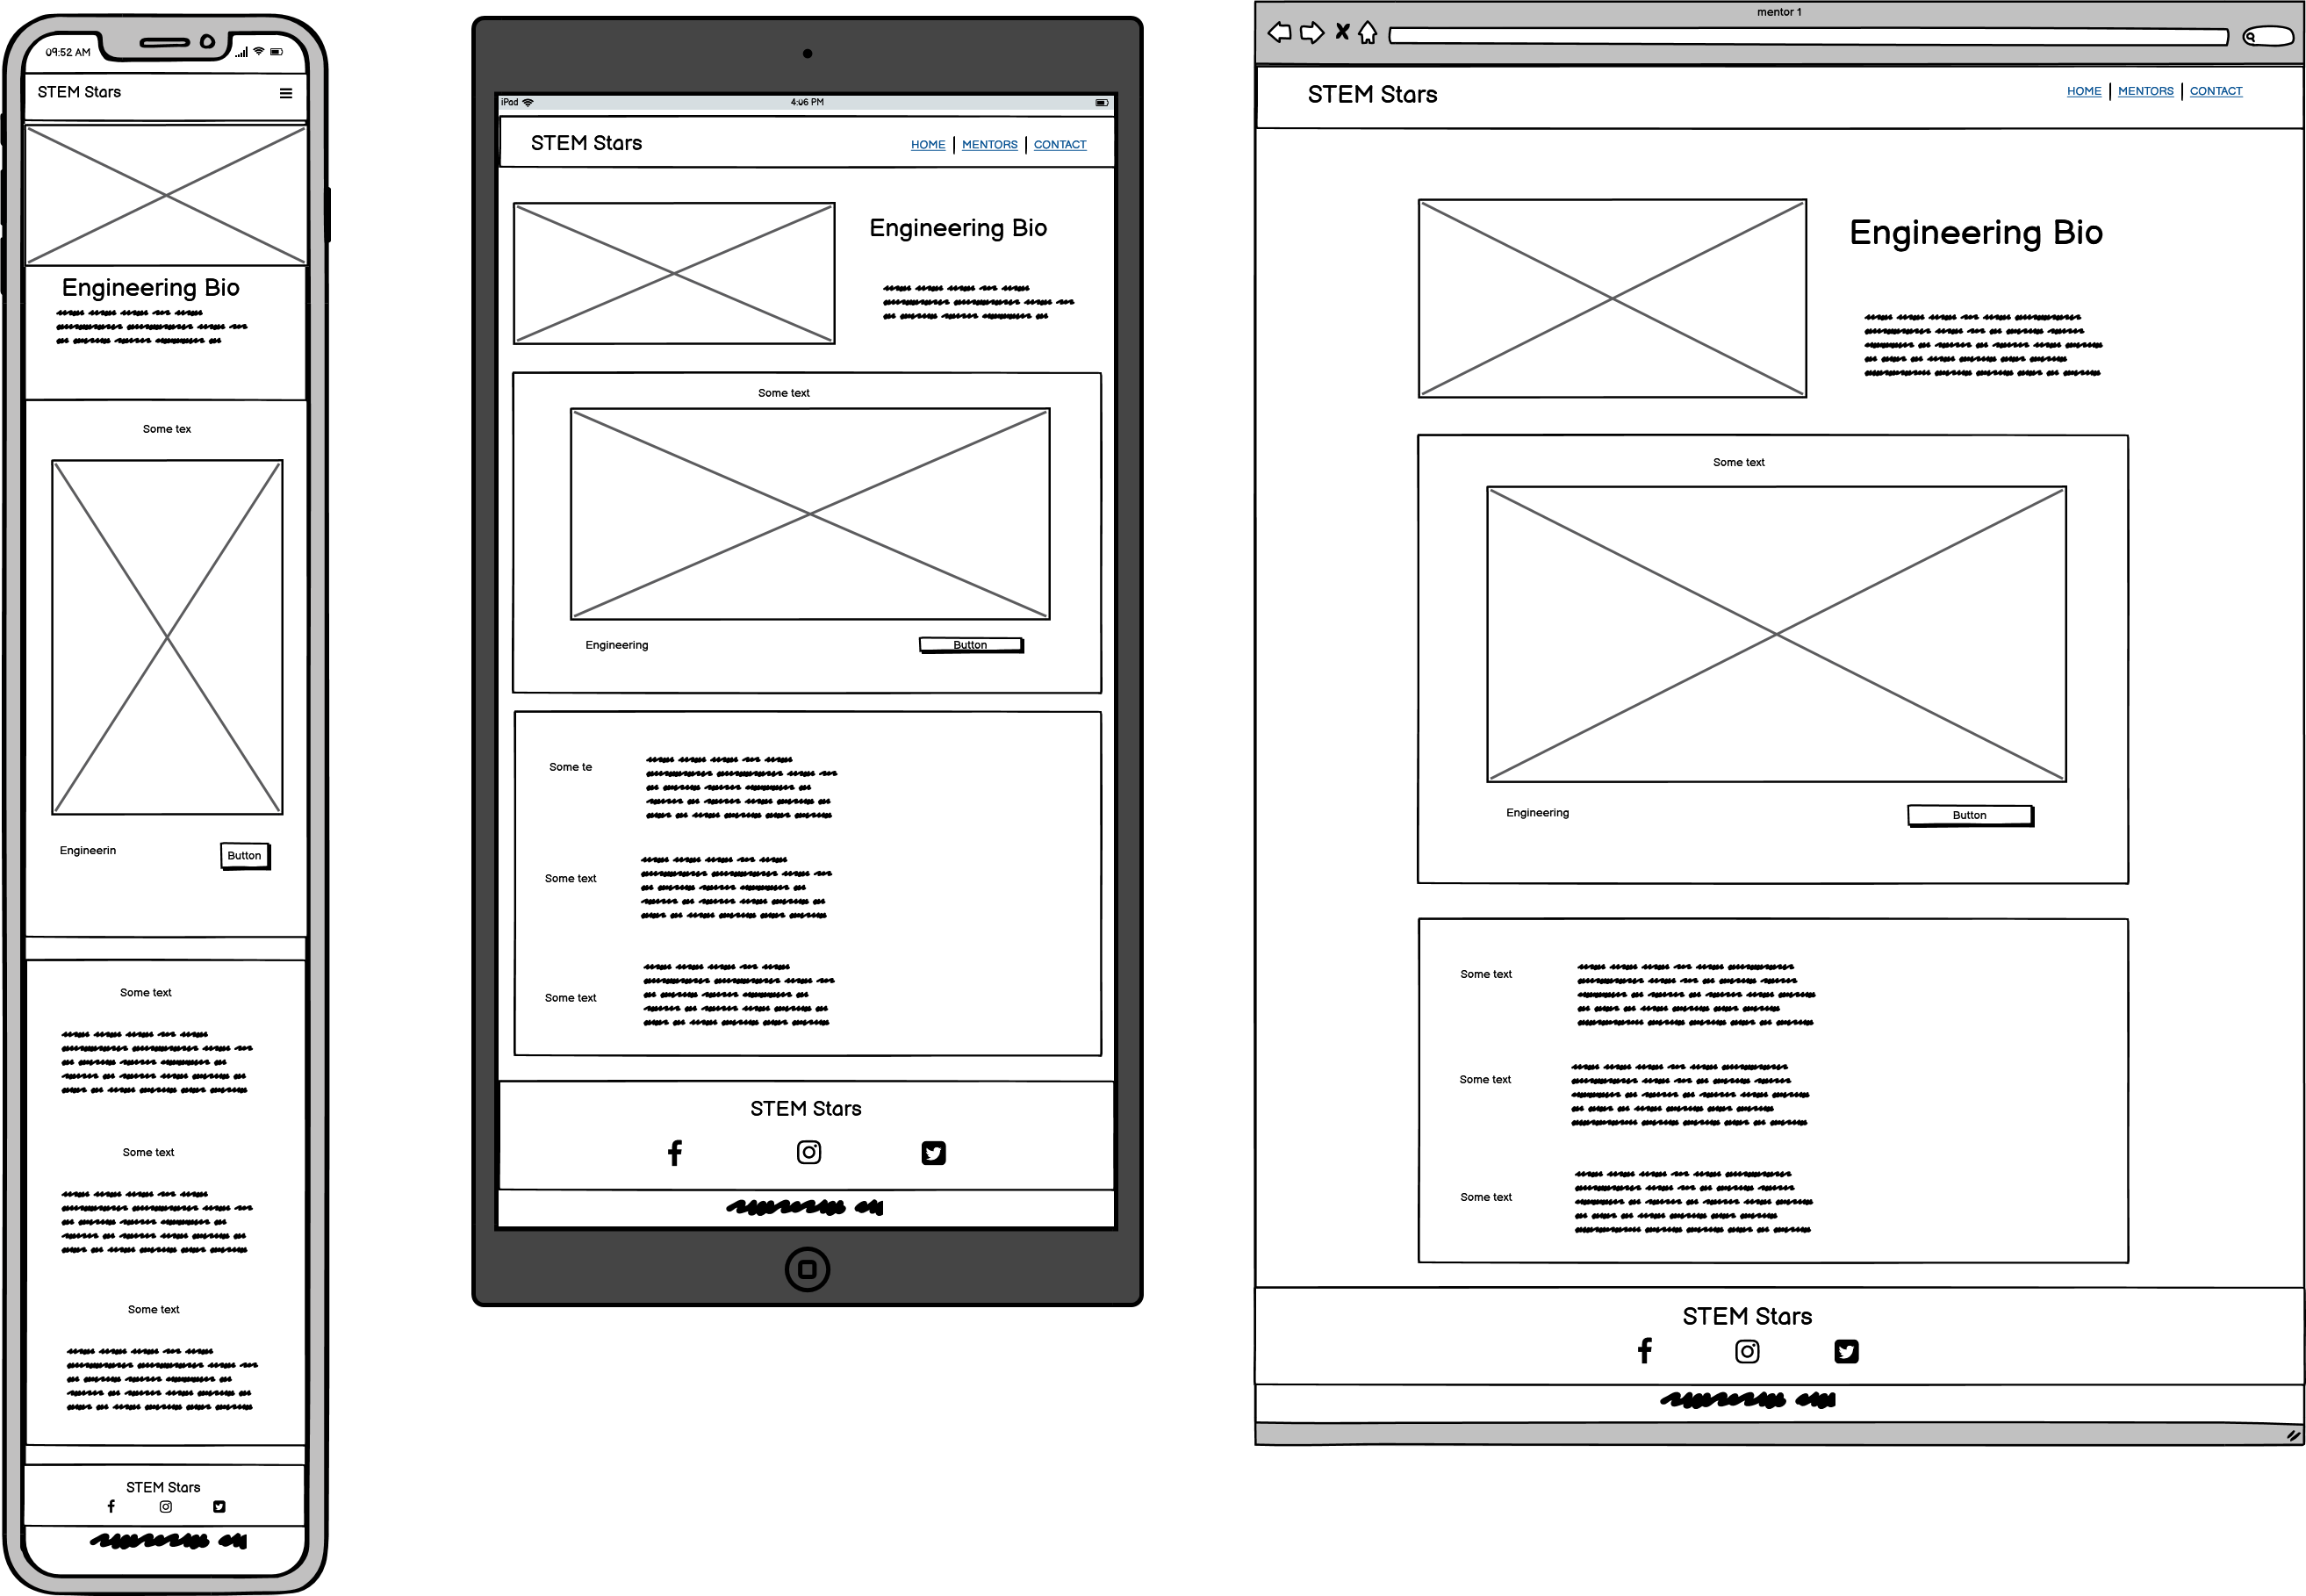 09:52 AM
STEM Stars
Engineering Bio
Some tex
Engineerin
Button
Some text
Some text
Some text
STEM Stars
iPad
4:06 PM
STEM Stars
HOME | MENTORS | CONTACT
Engineering Bio
Some text
Engineering
Button
Some te
Some text
Some text
STEM Stars
mentor 1
STEM Stars
HOME | MENTORS | CONTACT
Engineering Bio
Some text
Engineering
Button
Some text
Some text
Some text
STEM Stars